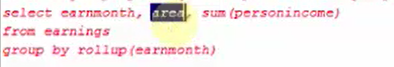 select earnmonth, area, sum(personincome)
from earnings
group by rollup(earnmonth)